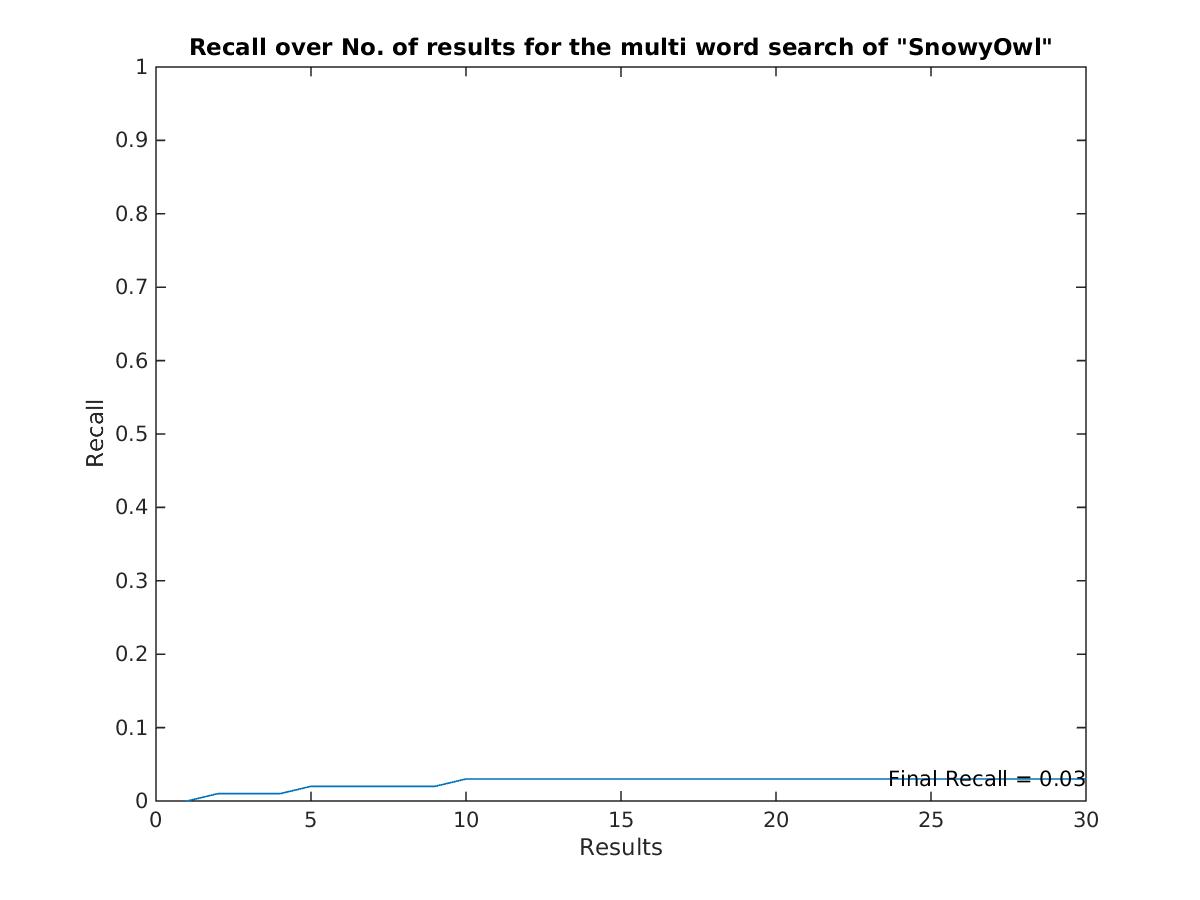 Recall over No. of results for the multi word search of "SnowyOwl"
1
0.9
0.8
0.7
0.6
0.5
0.4
0.3
0.2
0.1
0
Recall
Final Recall = 0.03
0 5 10 15 20 25 30
Results